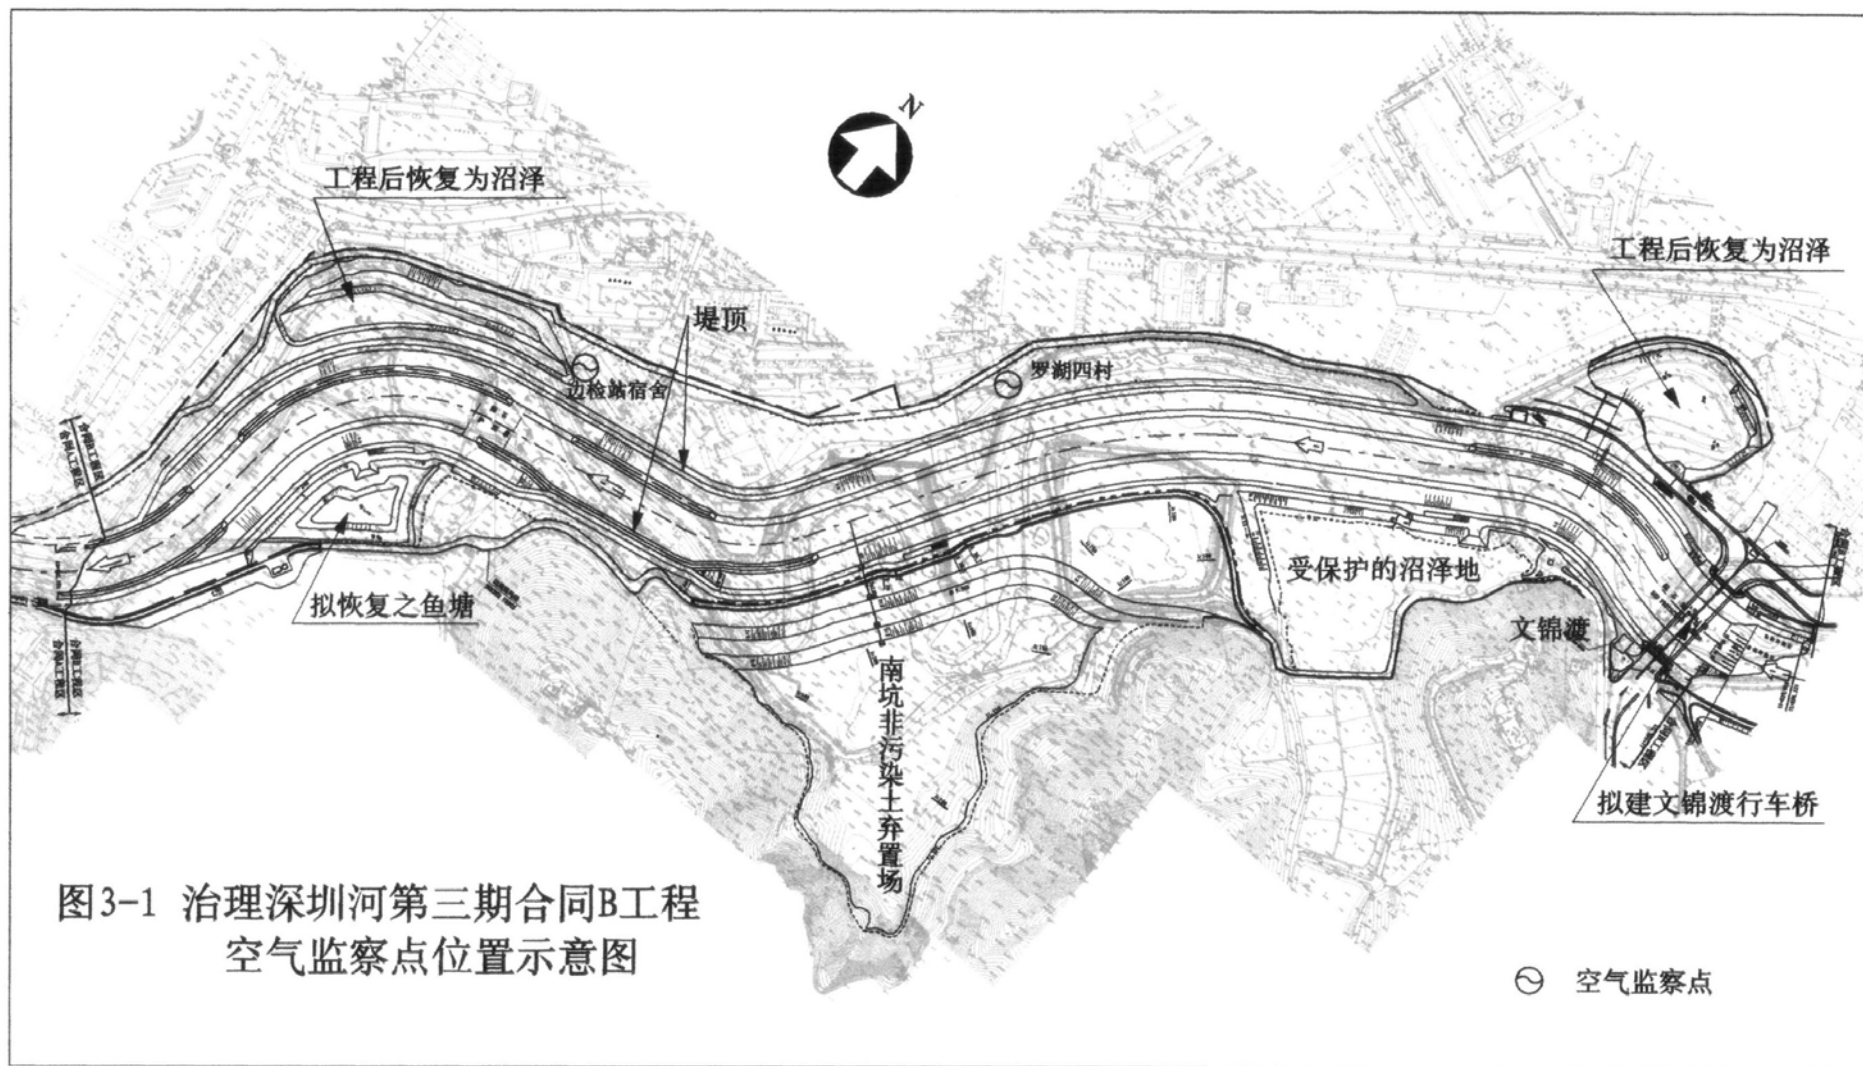 N
工程后恢复为沼泽
工程后恢复为沼泽
堤顶
罗湖四村
边检站宿舍
受保护的沼泽地
拟恢复之鱼塘
文锦渡
南坑非污染土弃置场
拟建文锦渡行车桥
图3-1 治理深圳河第三期合同B工程
空气监察点位置示意图
空气监察点